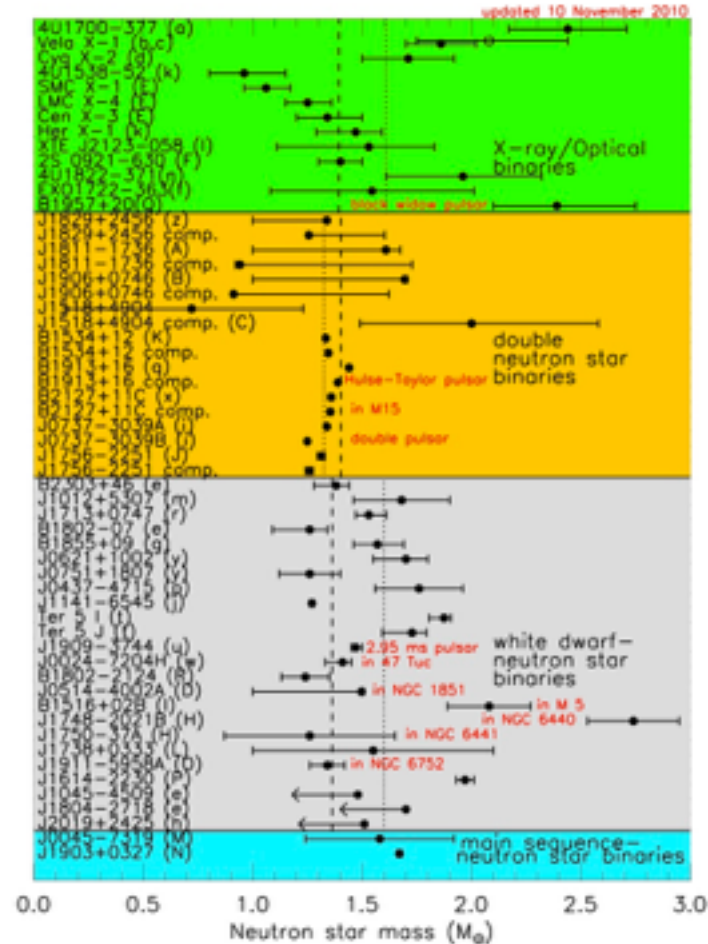 updated 10 November 2010
4U1700-377 (a)
Vela X-1 (b,c)
Cyg X-2 (d)
4U1538-52 (k)
SMC X-1 (E)
LMC X-4 (E)
Cen X-3 (E)
Her X-1 (k)
XTE J2123-058 (l)
2S 0921-630 (F)
4U1822-371(n)
EXO1722-363(f)
B1957+20(O)
X-ray/Optical
binaries
black widow pulsar
J1829+2456 (z)
J1829+2456 comp.
J1811-1736 (A)
J1811-1736 comp.
J1906+0746 (B)
J1906+0746 comp.
J1518+4904
J1518+4904 comp. (C)
B1534+12 (K)
B1534+12 comp.
B1913+16 (q)
B1913+16 comp.
B2127+11C (x)
B2127+11C comp.
J0737-3039A (i)
J0737-3039B (i)
J1756-2251 (J)
J1756-2251 comp.
double
neutron star
binaries
Hulse-Taylor pulsar
in M15
double pulsar
B2303+46 (e)
J1012+5307 (m)
J1713+0747 (r)
B1802-07 (e)
B1855+09 (g)
J0621+1002 (y)
J0751+1807 (v)
J0437-4715 (p)
J1141-6545 (j)
Ter 5 I (t)
Ter 5 J
J1909-3744 (u)
J0024-7204H (w)
B1802-2124 (R)
J0514-4002A (D)
B1516+02B (I)
J1748-2021B (H)
J1750-37A (H)
J1738+0333 (L)
J1911-5958A (D)
J1614-2230 (P)
J1045-4509 (e)
J1804-2718 (e)
J2019+2425 (h)
white dwarf-
neutron star
binaries
2.95 ms pulsar
in 47 Tuc
in NGC 1851
in M 5
in NGC 6440
in NGC 6441
in NGC 6752
J0045-7319 (M)
J1903+0327 (N)
main sequence-
neutron star binaries
0.0 0.5 1.0 1.5 2.0 2.5 3.0
Neutron star mass (M⊙)